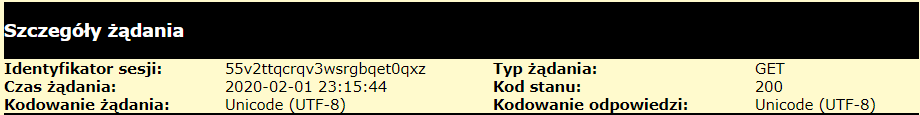 Szczegóły żądania
Identyfikator sesji: 55v2ttqcrqv3wsrgbqet0qxz Typ żądania: GET
Czas żądania: 2020-02-01 23:15:44 Kod stanu: 200
Kodowanie żądania: Unicode (UTF-8) Kodowanie odpowiedzi: Unicode (UTF-8)